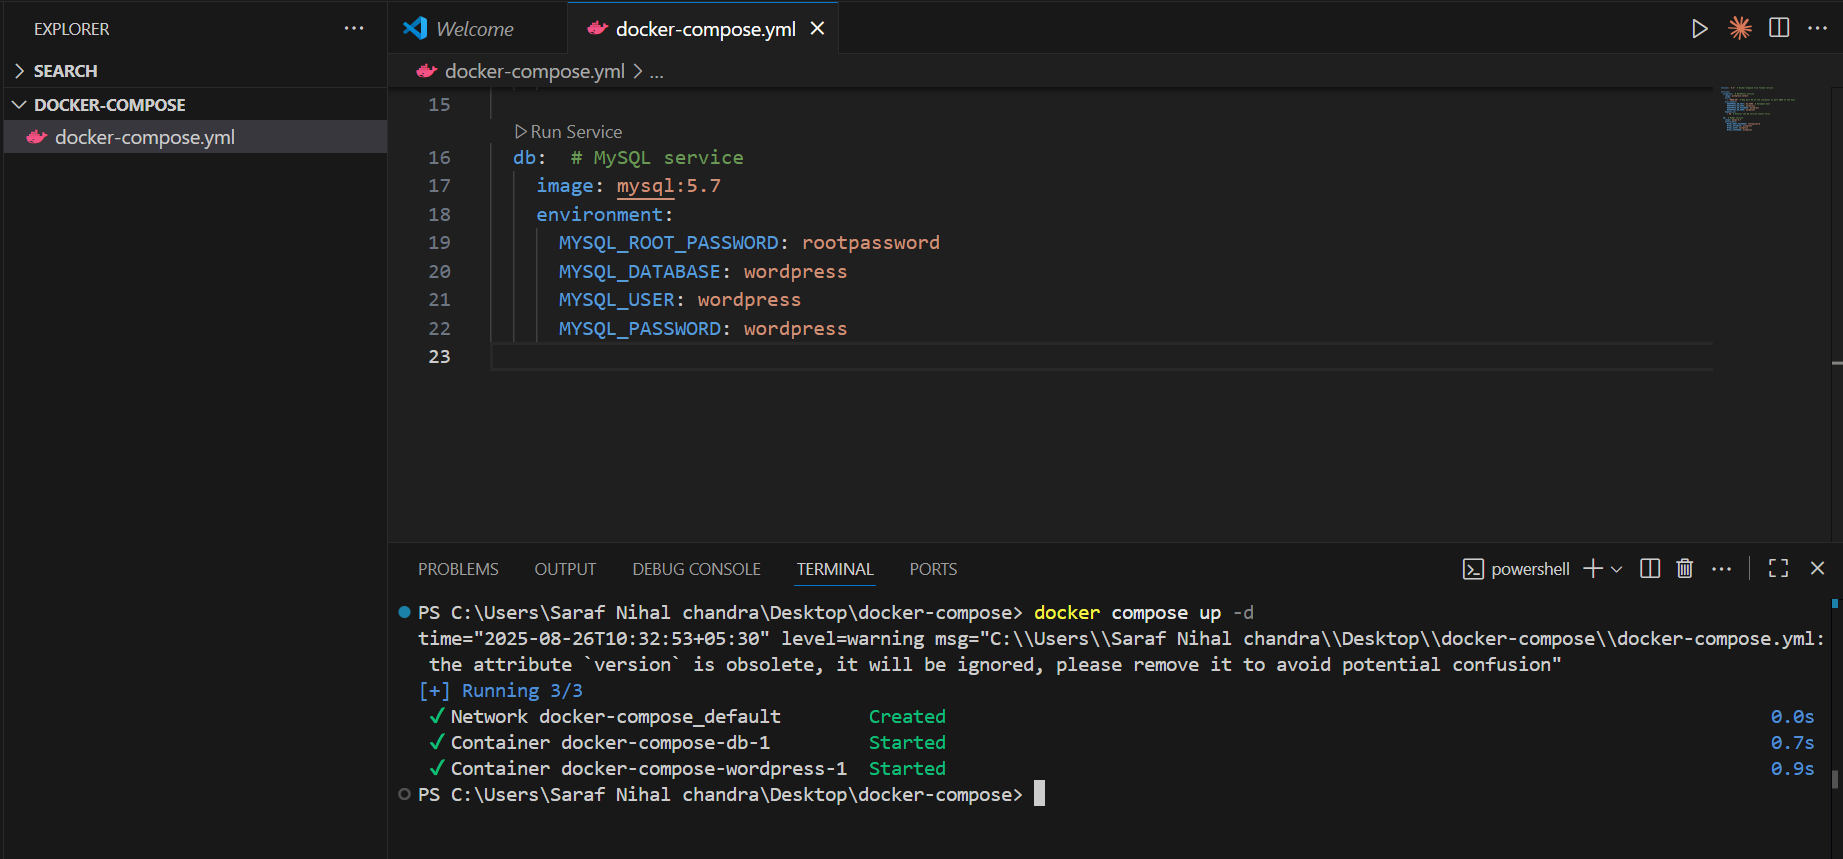 EXPLORER
SEARCH
DOCKER-COMPOSE
docker-compose.yml
Welcome
docker-compose.yml
docker-compose.yml > ...
15
Run Service
16 db: # MySQL service
17 image: mysql:5.7
18 environment:
19 MYSQL_ROOT_PASSWORD: rootpassword
20 MYSQL_DATABASE: wordpress
21 MYSQL_USER: wordpress
22 MYSQL_PASSWORD: wordpress
23
PROBLEMS OUTPUT DEBUG CONSOLE TERMINAL PORTS
powershell
PS C:\Users\Saraf Nihal chandra\Desktop\docker-compose> docker compose up -d
time="2025-08-26T10:32:53+05:30" level=warning msg="C:\\Users\\Saraf Nihal chandra\\Desktop\\docker-compose\\docker-compose.yml:
the attribute `version` is obsolete, it will be ignored, please remove it to avoid potential confusion"
[+] Running 3/3
✓ Network docker-compose_default Created 0.0s
✓ Container docker-compose-db-1 Started 0.7s
✓ Container docker-compose-wordpress-1 Started 0.9s
PS C:\Users\Saraf Nihal chandra\Desktop\docker-compose>